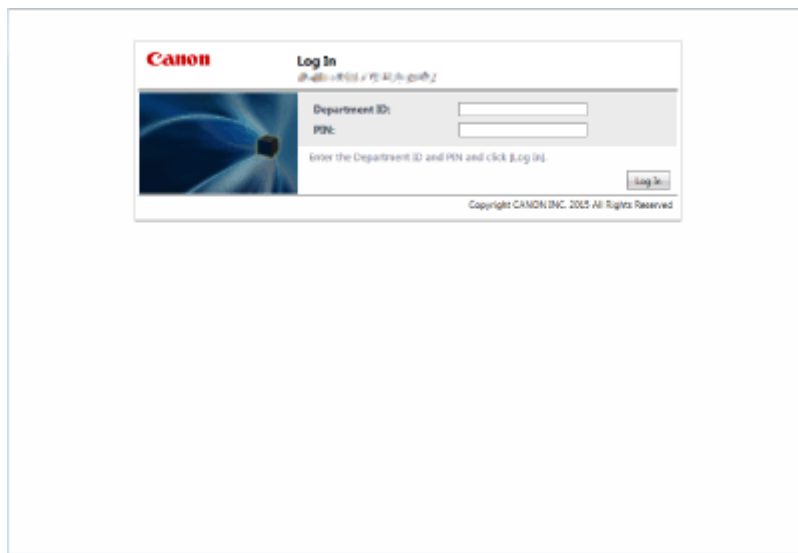 Canon
Log In
Department ID:
PIN:
Enter the Department ID and PIN and click [Log In].
Log In
Copyright CANON INC. 2015 All Rights Reserved